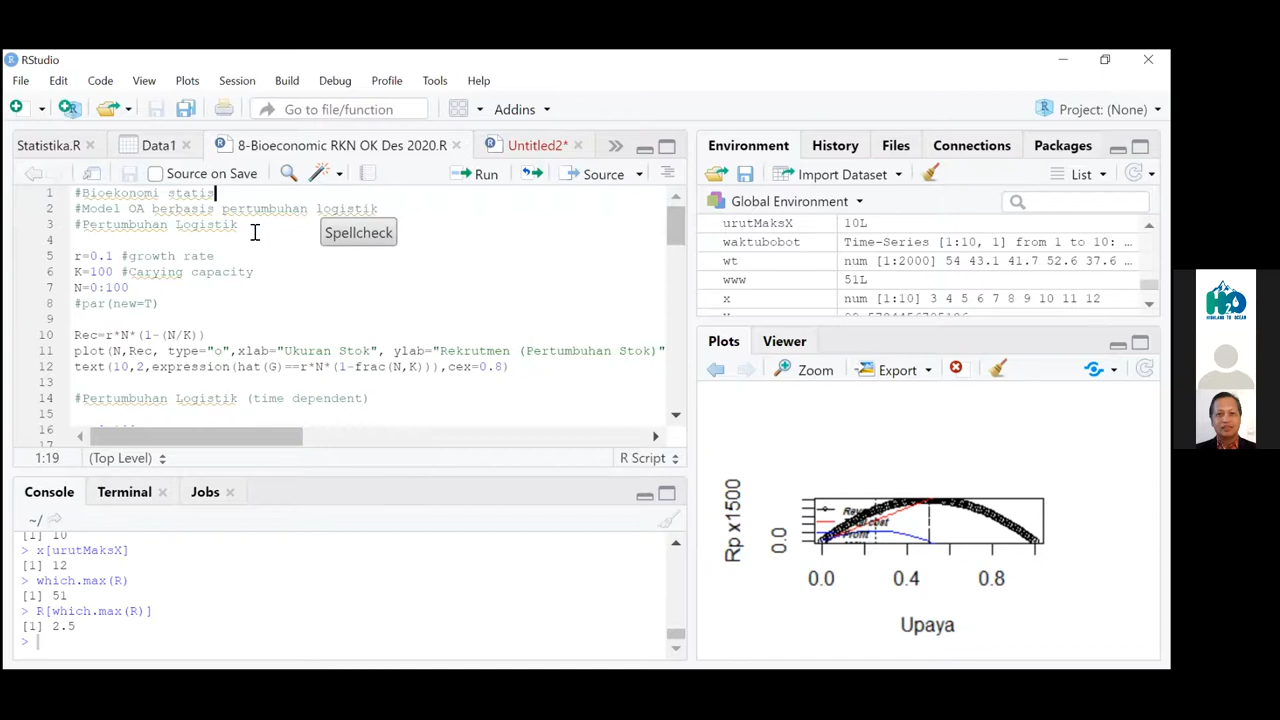 RStudio
File Edit Code View Plots Session Build Debug Profile Tools Help
Go to file/function Addins Project: (None)
Statistika.R Data1 8-Bioeconomic RKN OK Des 2020.R Untitled2*
Source on Save Run Source
1 #Bioekonomi statis
2 #Model OA berbasis pertumbuhan logistik
3 #Pertumbuhan Logistik
Spellcheck
4
5 r=0.1 #growth rate
6 K=100 #Carying capacity
7 N=0:100
8 #par(new=T)
9
10 Rec=r*N*(1-(N/K))
11 plot(N,Rec, type="o",xlab="Ukuran Stok", ylab="Rekrutmen (Pertumbuhan Stok)"
12 text(10,2,expression(hat(G)==r*N*(1-frac(N,K))),cex=0.8)
13
14 #Pertumbuhan Logistik (time dependent)
15
16
17
1:19 (Top Level) R Script
Console Terminal Jobs
~/
[1] 10
> x[urutMaksX]
[1] 12
> which.max(R)
[1] 51
> R[which.max(R)]
[1] 2.5
>
Environment History Files Connections Packages
Import Dataset List
Global Environment
urutMaksX 10L
waktubobot Time-Series [1:10, 1] from 1 to 10: …
wt num [1:2000] 54 43.1 41.7 52.6 37.6 …
www 51L
x num [1:10] 3 4 5 6 7 8 9 10 11 12
Plots Viewer
Zoom Export
Rp x1500
0.0
Profit
0.0 0.4 0.8
Upaya
H2O
HIGHLAND TO OCEAN